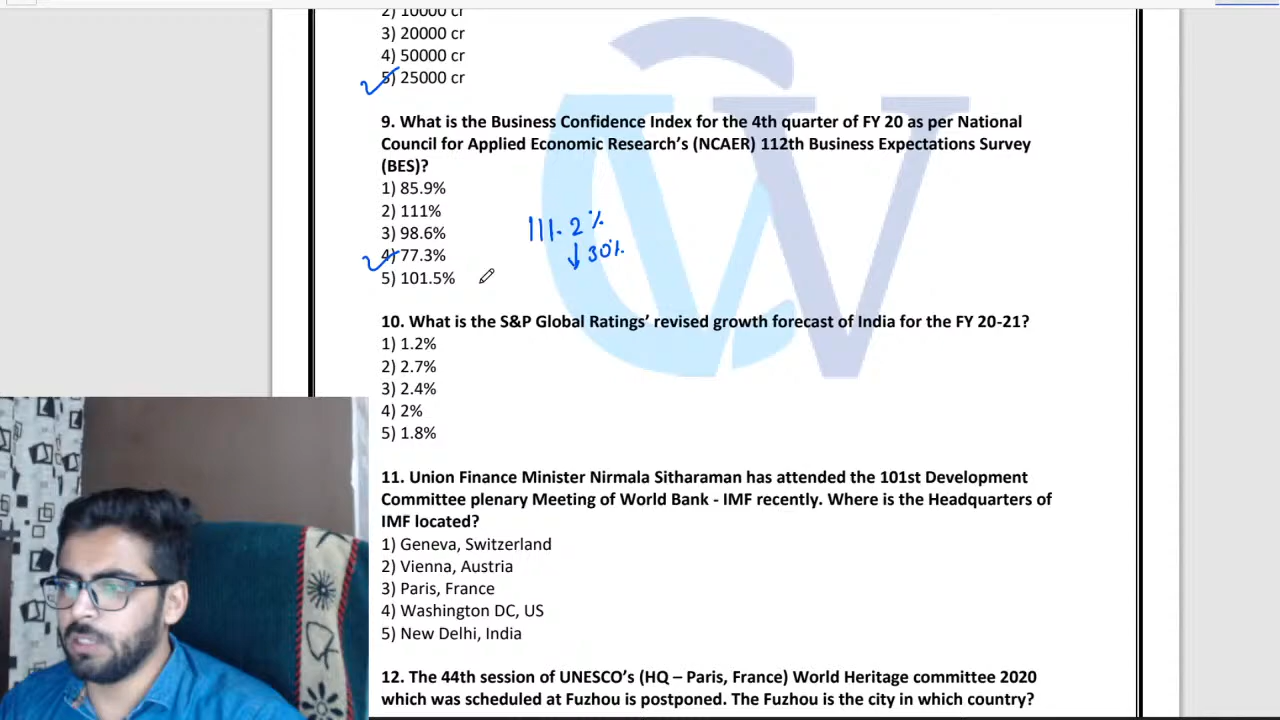 2) 10000 cr
3) 20000 cr
4) 50000 cr
5) 25000 cr
9. What is the Business Confidence Index for the 4th quarter of FY 20 as per National
Council for Applied Economic Research's (NCAER) 112th Business Expectations Survey
(BES)?
1) 85.9%
2) 111%
3) 98.6%
4) 77.3%
5) 101.5%
111.2%
↓ 30%
10. What is the S&P Global Ratings' revised growth forecast of India for the FY 20-21?
1) 1.2%
2) 2.7%
3) 2.4%
4) 2%
5) 1.8%
11. Union Finance Minister Nirmala Sitharaman has attended the 101st Development
Committee plenary Meeting of World Bank - IMF recently. Where is the Headquarters of
IMF located?
1) Geneva, Switzerland
2) Vienna, Austria
3) Paris, France
4) Washington DC, US
5) New Delhi, India
12. The 44th session of UNESCO's (HQ – Paris, France) World Heritage committee 2020
which was scheduled at Fuzhou is postponed. The Fuzhou is the city in which country?